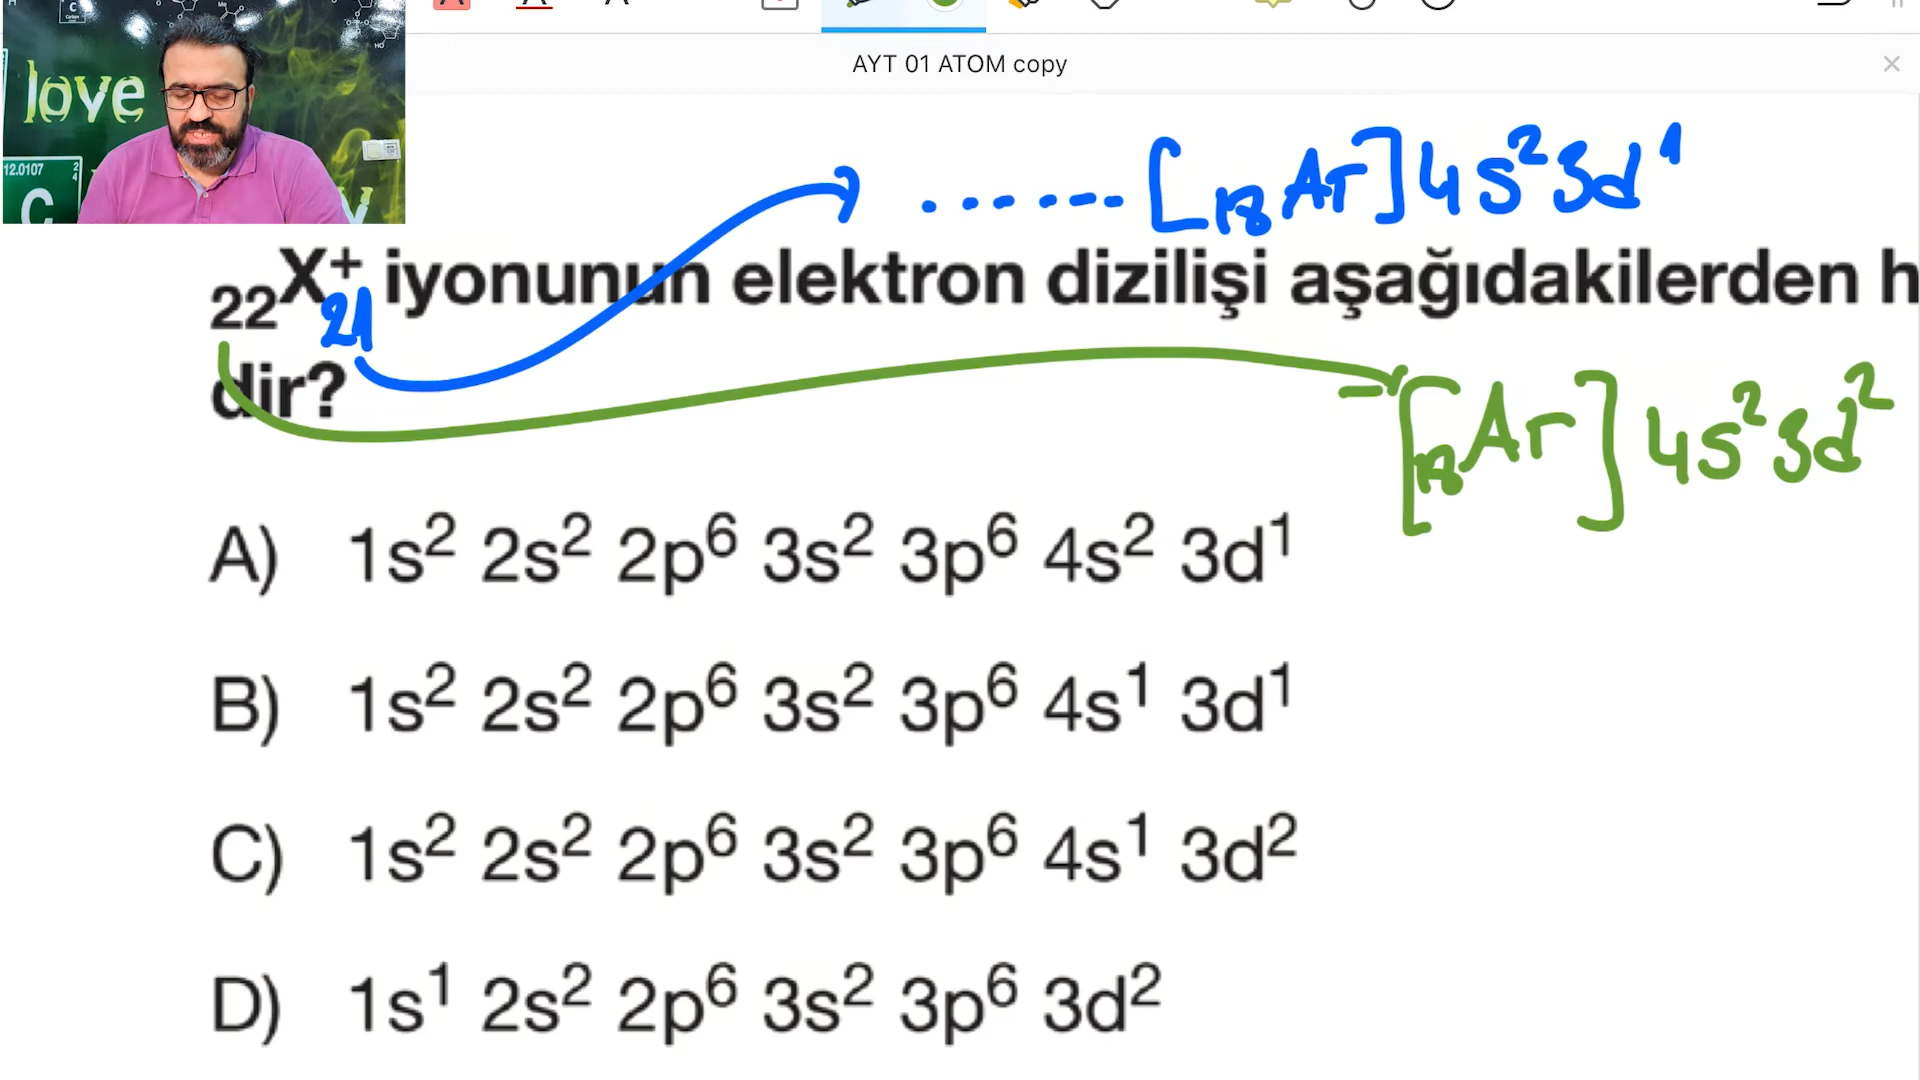 AYT 01 ATOM copy
love
12.0107
2
4
C
y
...... [₁₈Ar] 4s² 3d¹
₂₂X⁺ iyonunun elektron dizilişi aşağıdakilerden h
21
dir?
[₁₈Ar] 4s² 3d²
A) 1s² 2s² 2p⁶ 3s² 3p⁶ 4s² 3d¹
B) 1s² 2s² 2p⁶ 3s² 3p⁶ 4s¹ 3d¹
C) 1s² 2s² 2p⁶ 3s² 3p⁶ 4s¹ 3d²
D) 1s¹ 2s² 2p⁶ 3s² 3p⁶ 3d²